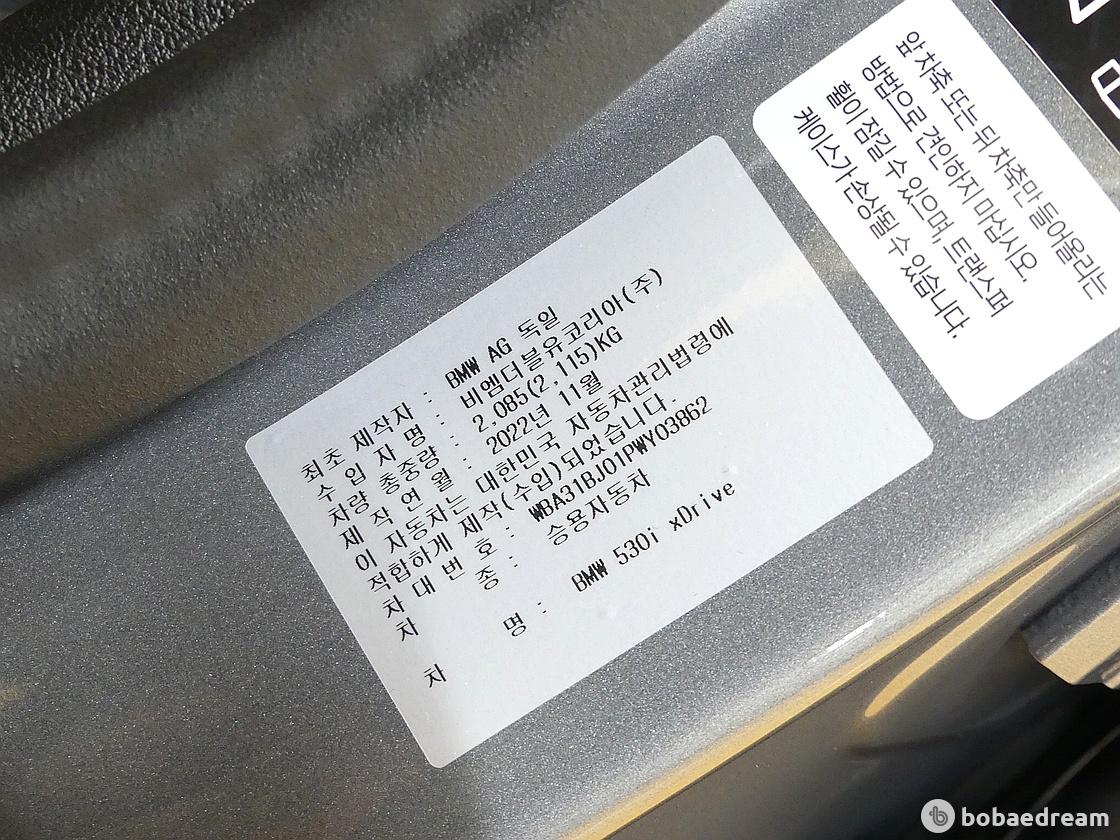 최초 제작자 : BMW AG 독일
수 입 자 명 : 비엠더블유코리아(주)
차량 총중량 : 2,085(2,115)KG
제 작 연 월 : 2022년 11월
이 자동차는 대한민국 자동차관리법령에
적합하게 제작(수입)되었습니다.
차 대 번 호 : WBA31BJ01PWY03862
차 종 : 승용자동차
차 명 : BMW 530i xDrive
앞 차축 또는 뒤 차축만 들어올리는
방법으로 견인하지 마십시오.
휠이 잠길 수 있으며, 트랜스퍼
케이스가 손상될 수 있습니다.
bobaedream